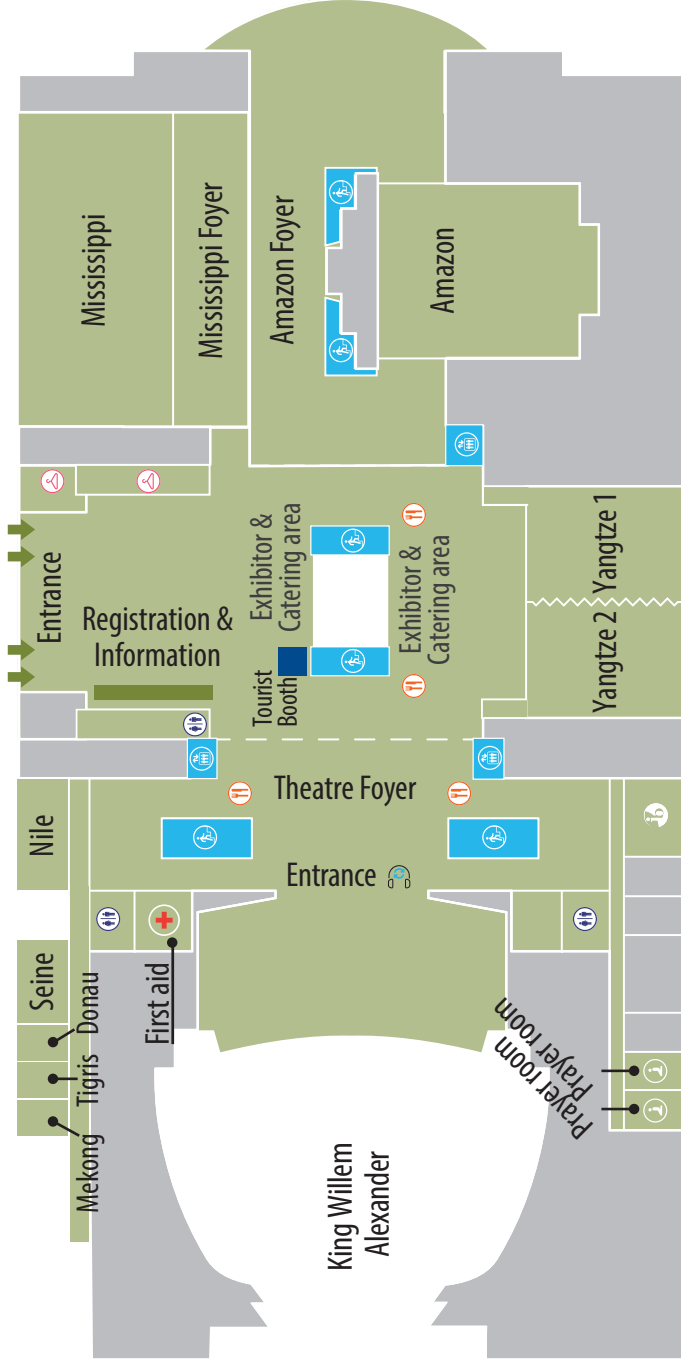 Mississippi
Mississippi Foyer
Amazon Foyer
Amazon
Entrance
Registration &
Information
Exhibitor &
Catering area
Exhibitor &
Catering area
Tourist
Booth
Yangtze 1
Yangtze 2
Theatre Foyer
Entrance
Nile
Seine
Donau
Tigris
Mekong
First aid
Prayer room
Prayer room
King Willem
Alexander